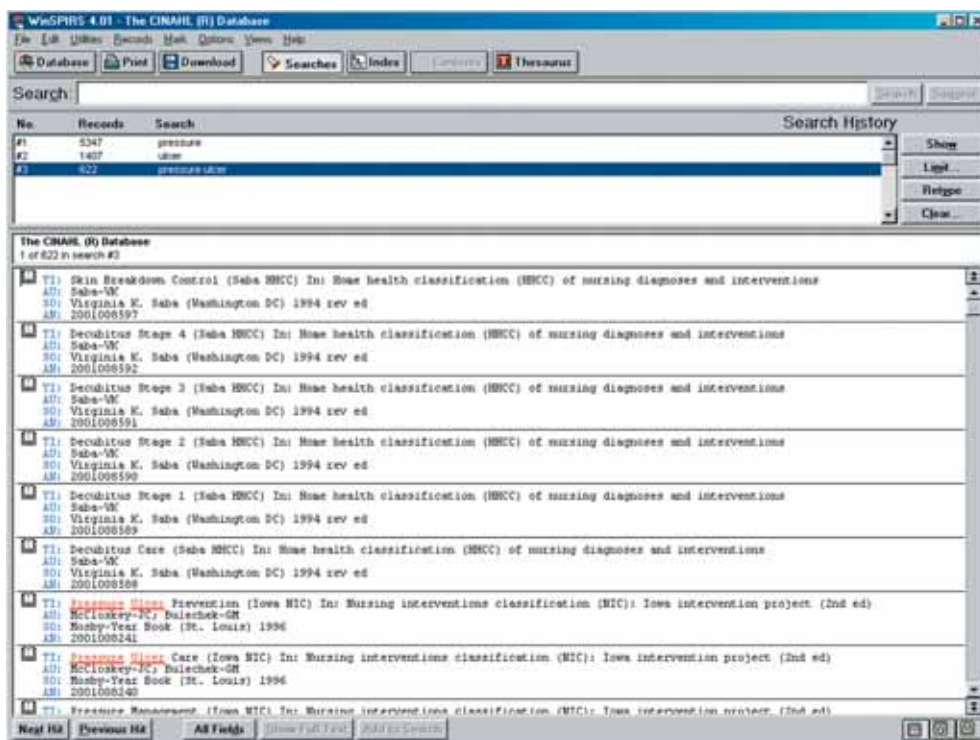 WinSPIRS 4.01 - The CINAHL (R) Database
File Edit Utilities Records Mark Options Views Help
Database Print Download Searches Index Thesaurus
Search: Search Suggest
No. Records Search Search History
#1 5347 pressure Show
#2 1407 ulcer Limit...
#3 622 pressure ulcer
Retype
Clear...
The CINAHL (R) Database
1 of 622 in search #3
TI: Skin Breakdown Control (Saba HHCC) In: Home health classification (HHCC) of nursing diagnoses and interventions
AU: Saba-VK
SO: Virginia K. Saba (Washington DC) 1994 rev ed
AN: 2001008597
TI: Decubitus Stage 4 (Saba HHCC) In: Home health classification (HHCC) of nursing diagnoses and interventions
AU: Saba-VK
SO: Virginia K. Saba (Washington DC) 1994 rev ed
AN: 2001008592
TI: Decubitus Stage 3 (Saba HHCC) In: Home health classification (HHCC) of nursing diagnoses and interventions
AU: Saba-VK
SO: Virginia K. Saba (Washington DC) 1994 rev ed
AN: 2001008591
TI: Decubitus Stage 2 (Saba HHCC) In: Home health classification (HHCC) of nursing diagnoses and interventions
AU: Saba-VK
SO: Virginia K. Saba (Washington DC) 1994 rev ed
AN: 2001008590
TI: Decubitus Stage 1 (Saba HHCC) In: Home health classification (HHCC) of nursing diagnoses and interventions
AU: Saba-VK
SO: Virginia K. Saba (Washington DC) 1994 rev ed
AN: 2001008589
TI: Decubitus Care (Saba HHCC) In: Home health classification (HHCC) of nursing diagnoses and interventions
AU: Saba-VK
SO: Virginia K. Saba (Washington DC) 1994 rev ed
AN: 2001008588
TI: Pressure Ulcer Prevention (Iowa NIC) In: Nursing interventions classification (NIC): Iowa intervention project (2nd ed)
AU: McCloskey-JC; Bulechek-GM
SO: Mosby-Year Book (St. Louis) 1996
AN: 2001008241
TI: Pressure Ulcer Care (Iowa NIC) In: Nursing interventions classification (NIC): Iowa intervention project (2nd ed)
AU: McCloskey-JC; Bulechek-GM
SO: Mosby-Year Book (St. Louis) 1996
AN: 2001008240
TI: Pressure Management (Iowa NIC) In: Nursing interventions classification (NIC): Iowa intervention project (2nd ed)
Next Hit Previous Hit All Fields Show Full Text Add to Search